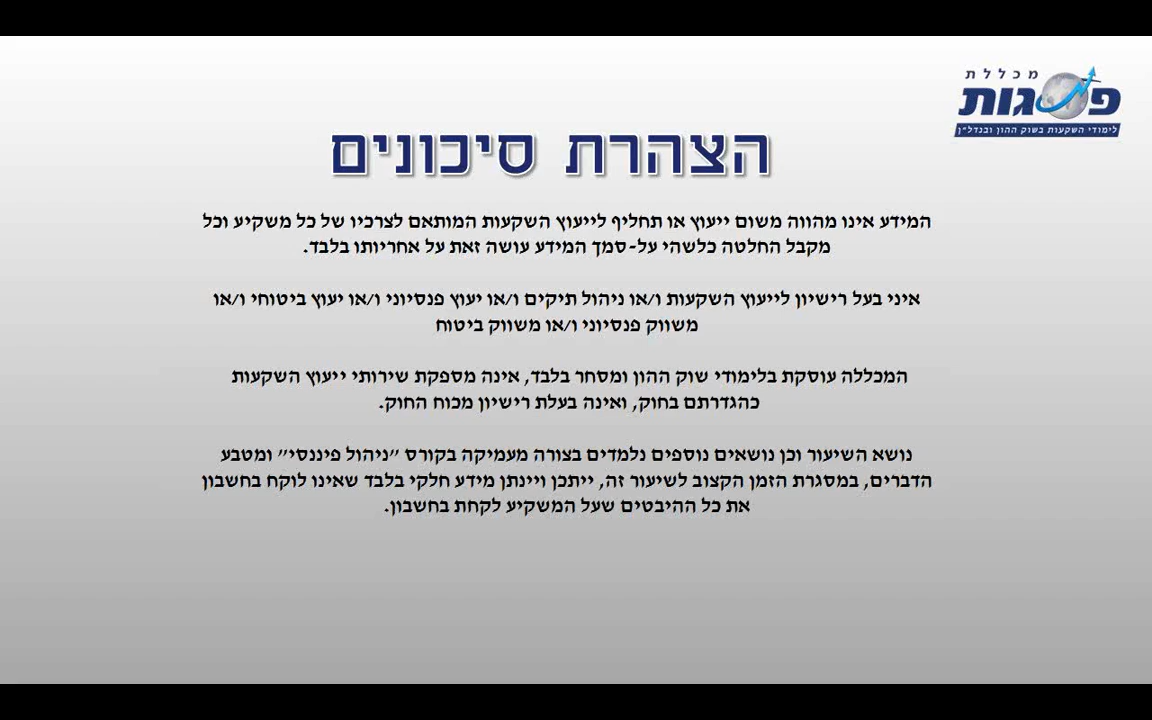 מכללת
פסגות
לימודי השקעות בשוק ההון ובנדל"ן
הצהרת סיכונים
המידע אינו מהווה משום ייעוץ או תחליף לייעוץ השקעות המותאם לצרכיו של כל משקיע וכל
מקבל החלטה כלשהי על-סמך המידע עושה זאת על אחריותו בלבד.
איני בעל רישיון לייעוץ השקעות ו/או ניהול תיקים ו/או יעוץ פנסיוני ו/או יעוץ ביטוחי ו/או
משווק פנסיוני ו/או משווק ביטוח
המכללה עוסקת בלימודי שוק ההון ומסחר בלבד, אינה מספקת שירותי ייעוץ השקעות
כהגדרתם בחוק, ואינה בעלת רישיון מכוח החוק.
נושא השיעור וכן נושאים נוספים נלמדים בצורה מעמיקה בקורס "ניהול פיננסי" ומטבע
הדברים, במסגרת הזמן הקצוב לשיעור זה, ייתכן ויינתן מידע חלקי בלבד שאינו לוקח בחשבון
את כל ההיבטים שעל המשקיע לקחת בחשבון.